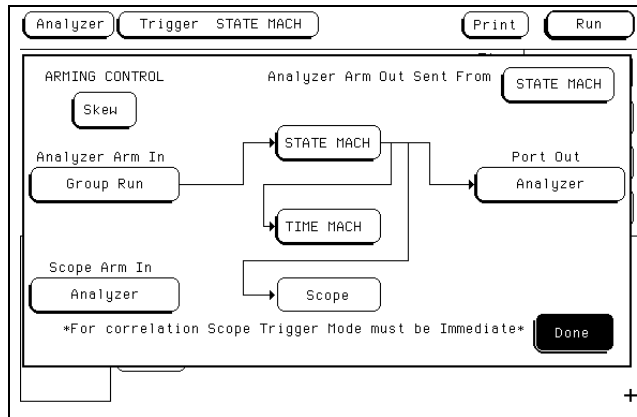 Analyzer Trigger STATE MACH Print Run
ARMING CONTROL
Analyzer Arm Out Sent From STATE MACH
Skew
STATE MACH
Analyzer Arm In
Group Run
Port Out
Analyzer
TIME MACH
Scope Arm In
Analyzer
Scope
*For correlation Scope Trigger Mode must be Immediate*
Done